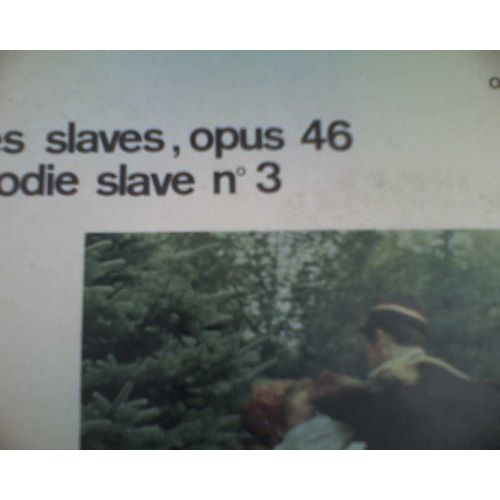 es slaves, opus 46
odie slave n° 3